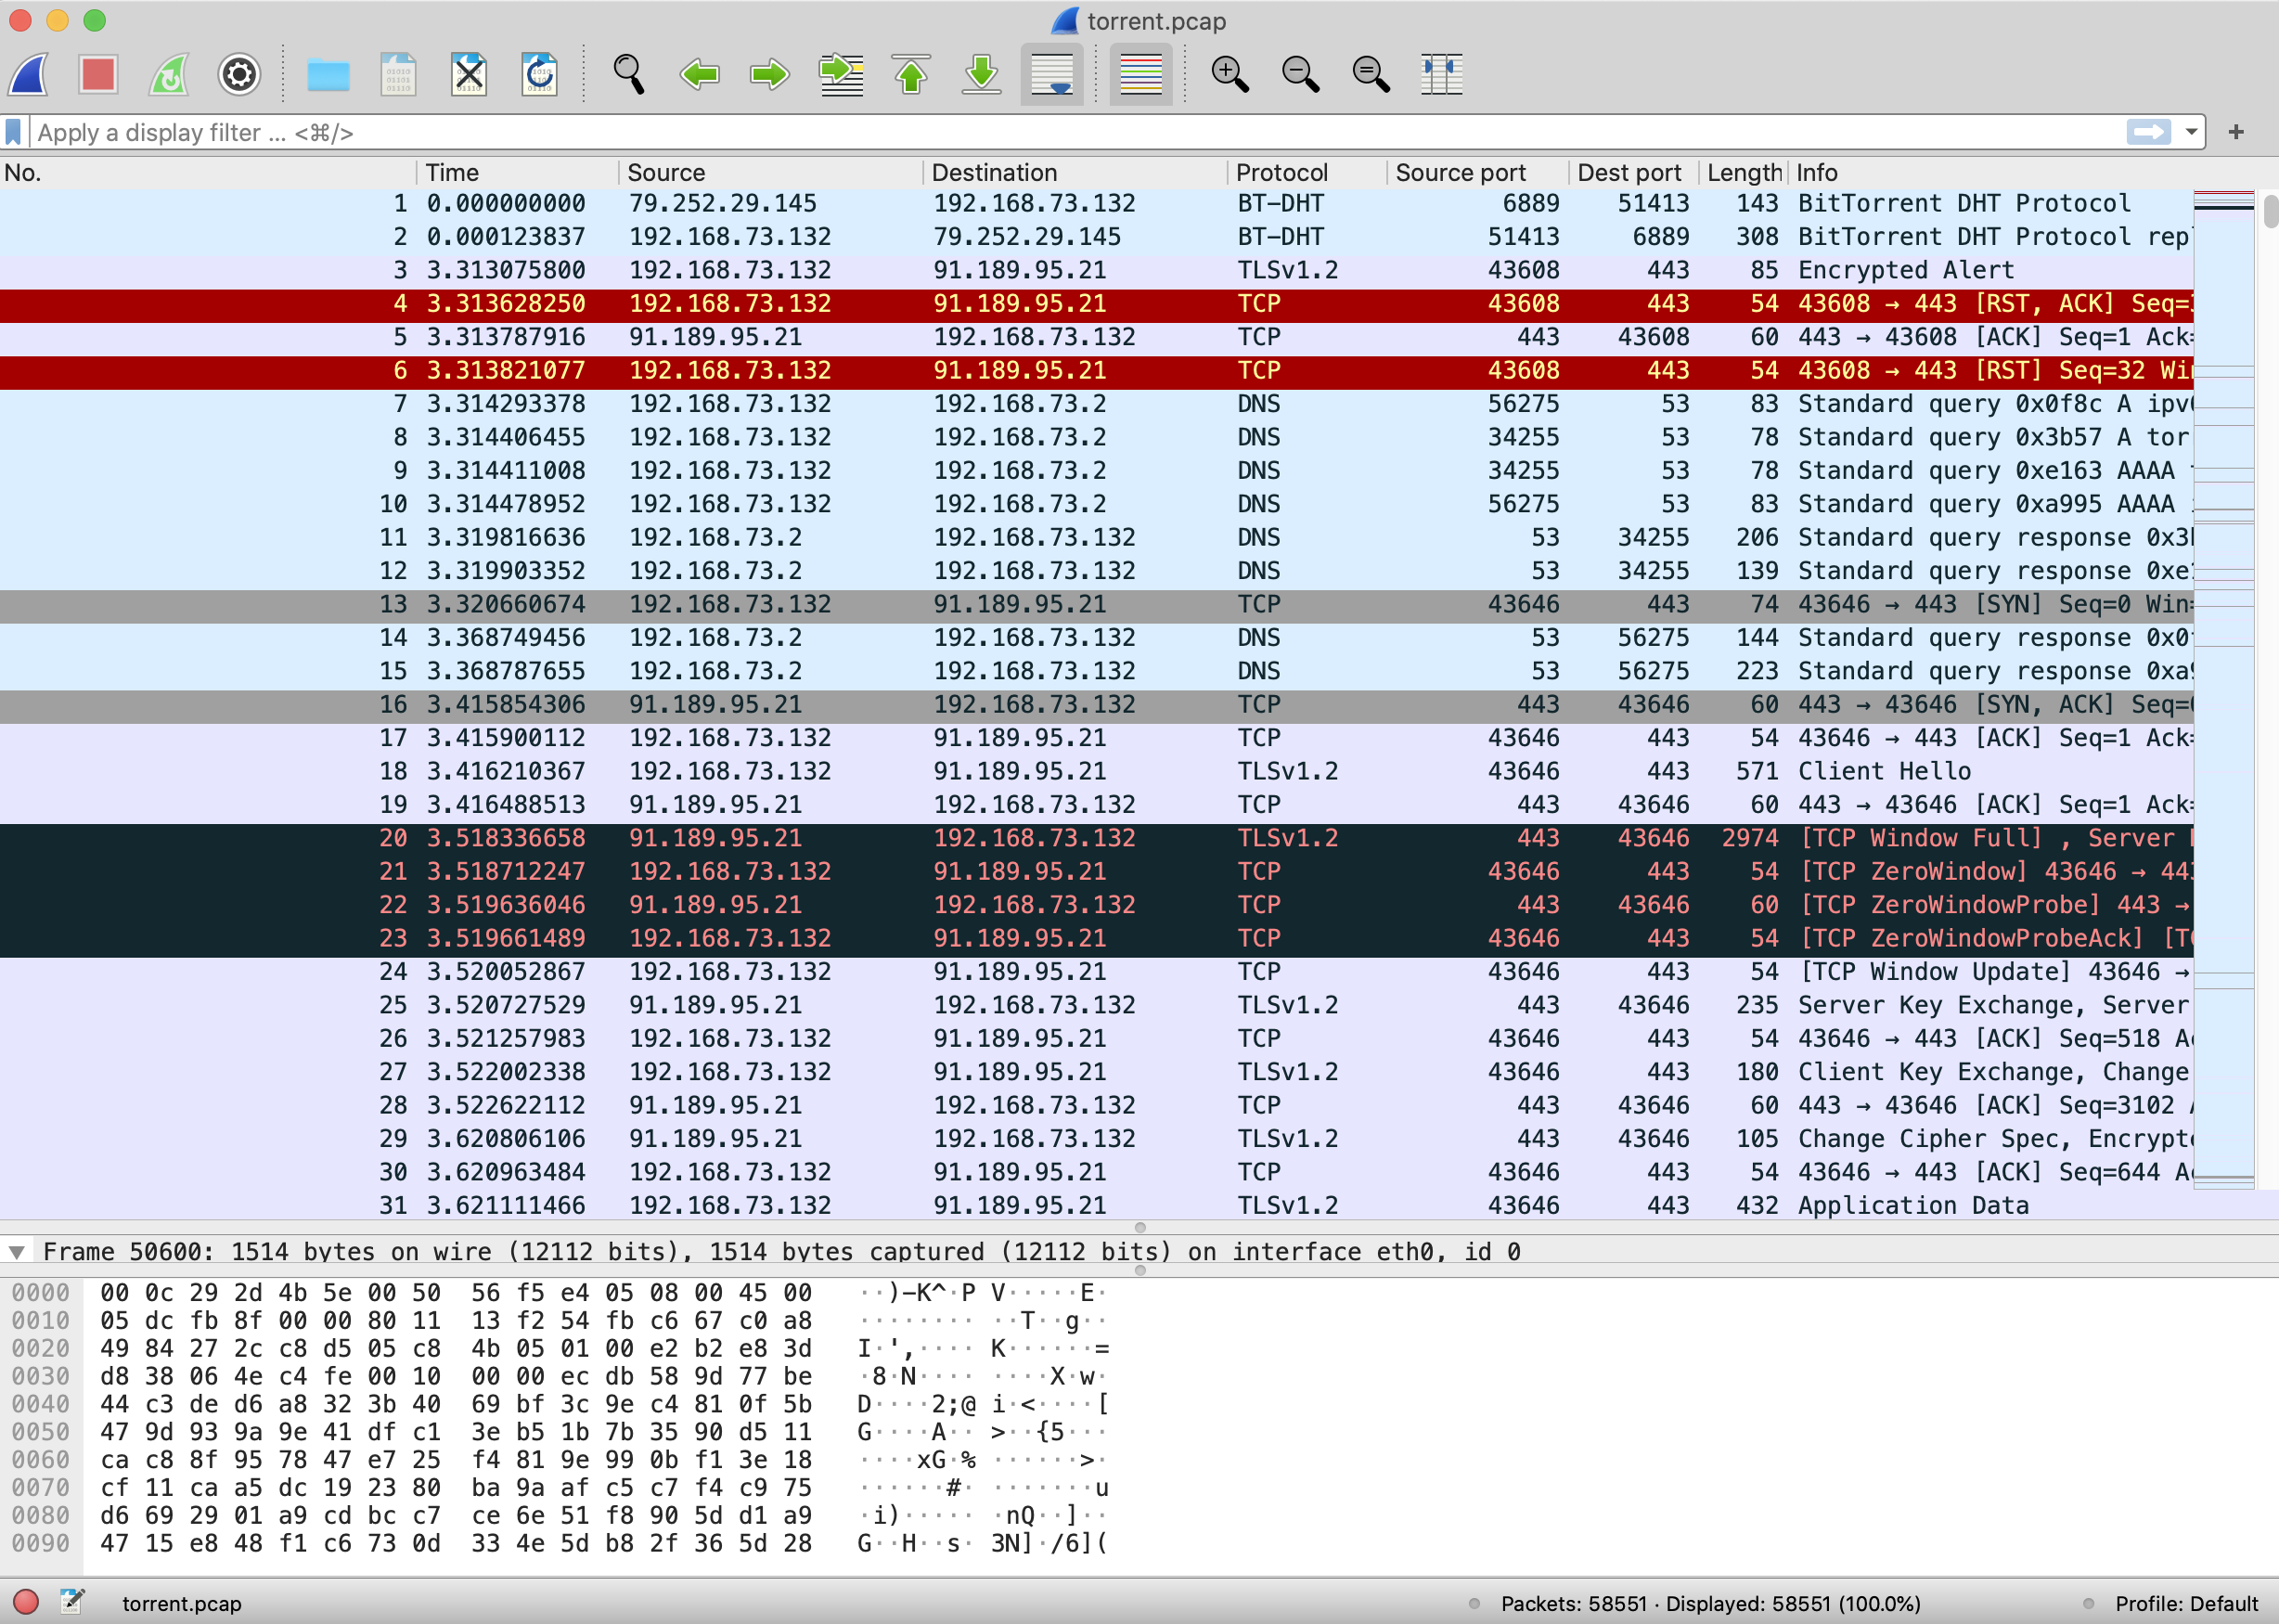 torrent.pcap
Apply a display filter ... <⌘/>
No. Time Source Destination Protocol Source port Dest port Length Info
1 0.000000000 79.252.29.145 192.168.73.132 BT-DHT 6889 51413 143 BitTorrent DHT Protocol
2 0.000123837 192.168.73.132 79.252.29.145 BT-DHT 51413 6889 308 BitTorrent DHT Protocol rep
3 3.313075800 192.168.73.132 91.189.95.21 TLSv1.2 43608 443 85 Encrypted Alert
4 3.313628250 192.168.73.132 91.189.95.21 TCP 43608 443 54 43608 → 443 [RST, ACK] Seq=
5 3.313787916 91.189.95.21 192.168.73.132 TCP 443 43608 60 443 → 43608 [ACK] Seq=1 Ack=
6 3.313821077 192.168.73.132 91.189.95.21 TCP 43608 443 54 43608 → 443 [RST] Seq=32 Wi
7 3.314293378 192.168.73.132 192.168.73.2 DNS 56275 53 83 Standard query 0x0f8c A ipv
8 3.314406455 192.168.73.132 192.168.73.2 DNS 34255 53 78 Standard query 0x3b57 A tor
9 3.314411008 192.168.73.132 192.168.73.2 DNS 34255 53 78 Standard query 0xe163 AAAA
10 3.314478952 192.168.73.132 192.168.73.2 DNS 56275 53 83 Standard query 0xa995 AAAA
11 3.319816636 192.168.73.2 192.168.73.132 DNS 53 34255 206 Standard response 0x3
12 3.319903352 192.168.73.2 192.168.73.132 DNS 53 34255 139 Standard query response 0xe
13 3.320660674 192.168.73.132 91.189.95.21 TCP 43646 443 74 43646 → 443 [SYN] Seq=0 Win=
14 3.368749456 192.168.73.2 192.168.73.132 DNS 53 56275 144 Standard query response 0x0
15 3.368787655 192.168.73.2 192.168.73.132 DNS 53 56275 223 Standard query response 0xa
16 3.415854306 91.189.95.21 192.168.73.132 TCP 443 43646 60 443 → 43646 [SYN, ACK] Seq=
17 3.415900112 192.168.73.132 91.189.95.21 TCP 43646 443 54 43646 → 443 [ACK] Seq=1 Ack=
18 3.416210367 192.168.73.132 91.189.95.21 TLSv1.2 43646 443 571 Client Hello
19 3.416488513 91.189.95.21 192.168.73.132 TCP 443 43646 60 443 → 43646 [ACK] Seq=1 Ack=
20 3.518336658 91.189.95.21 192.168.73.132 TLSv1.2 443 43646 2974 [TCP Window Full] , Server
21 3.518712247 192.168.73.132 91.189.95.21 TCP 43646 443 54 [TCP ZeroWindow] 43646 → 44
22 3.519636046 91.189.95.21 192.168.73.132 TCP 443 43646 60 [TCP ZeroWindowProbe] 443 →
23 3.519661489 192.168.73.132 91.189.95.21 TCP 43646 443 54 [TCP ZeroWindowProbeAck] [T
24 3.520052867 192.168.73.132 91.189.95.21 TCP 43646 443 54 [TCP Window Update] 43646 →
25 3.520727529 91.189.95.21 192.168.73.132 TLSv1.2 443 43646 235 Server Key Exchange, Server
26 3.521257983 192.168.73.132 91.189.95.21 TCP 43646 443 54 43646 → 443 [ACK] Seq=518 A
27 3.522002338 192.168.73.132 91.189.95.21 TLSv1.2 43646 443 180 Client Key Exchange, Change
28 3.522622112 91.189.95.21 192.168.73.132 TCP 443 43646 60 443 → 43646 [ACK] Seq=3102
29 3.620806106 91.189.95.21 192.168.73.132 TLSv1.2 443 43646 105 Change Cipher Spec, Encrypt
30 3.620963484 192.168.73.132 91.189.95.21 TCP 43646 443 54 43646 → 443 [ACK] Seq=644 A
31 3.621111466 192.168.73.132 91.189.95.21 TLSv1.2 43646 443 432 Application Data
Frame 50600: 1514 bytes on wire (12112 bits), 1514 bytes captured (12112 bits) on interface eth0, id 0
0000 00 0c 29 2d 4b 5e 00 50 56 f5 e4 05 08 00 45 00 ··)-K^·P V·····E·
0010 05 dc fb 8f 00 00 80 11 13 f2 54 fb c6 67 c0 a8 ········ ··T··g··
0020 49 84 27 2c c8 d5 05 c8 4b 05 01 00 e2 b2 e8 3d I·',···· K······=
0030 d8 38 06 4e c4 fe 00 10 00 00 ec db 58 9d 77 be ·8·N···· ····X·w·
0040 44 c3 de d6 a8 32 3b 40 69 bf 3c 9e c4 81 0f 5b D····2;@ i·<····[
0050 47 9d 93 9a 9e 41 df c1 3e b5 1b 7b 35 90 d5 11 G····A·· >··{5···
0060 ca c8 8f 95 78 47 e7 25 f4 81 9e 99 0b f1 3e 18 ····xG·% ······>·
0070 cf 11 ca a5 dc 19 23 80 ba 9a af c5 c7 f4 c9 75 ······#· ·······u
0080 d6 69 29 01 a9 cd bc c7 ce 6e 51 f8 90 5d d1 a9 ·i)····· ·nQ··]··
0090 47 15 e8 48 f1 c6 73 0d 33 4e 5d b8 2f 36 5d 28 G··H··s· 3N]·/6](
torrent.pcap Packets: 58551 · Displayed: 58551 (100.0%) Profile: Default